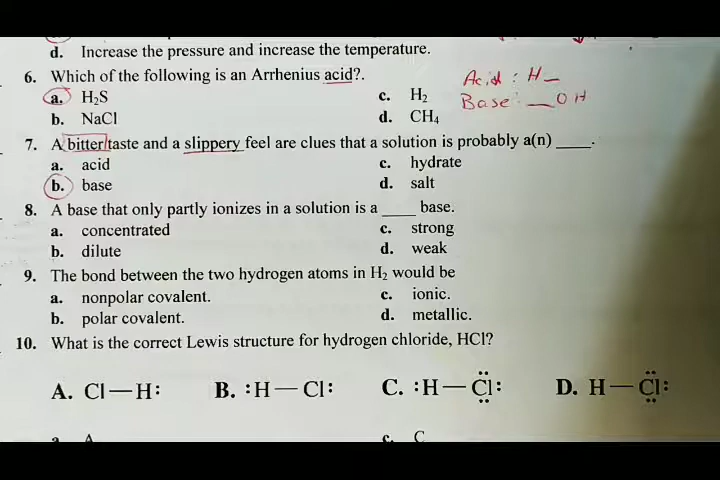 d. Increase the pressure and increase the temperature.
6. Which of the following is an Arrhenius acid?.
Acid : H_
a. H₂S c. H₂
Base : __OH
b. NaCl d. CH₄
7. A bitter taste and a slippery feel are clues that a solution is probably a(n) ____.
a. acid c. hydrate
b. base d. salt
8. A base that only partly ionizes in a solution is a ____ base.
a. concentrated c. strong
b. dilute d. weak
9. The bond between the two hydrogen atoms in H₂ would be
a. nonpolar covalent. c. ionic.
b. polar covalent. d. metallic.
10. What is the correct Lewis structure for hydrogen chloride, HCl?
A. Cl — H: B. :H — Cl: C. :H — C̈l: D. H — C̈l:
a. A c. C